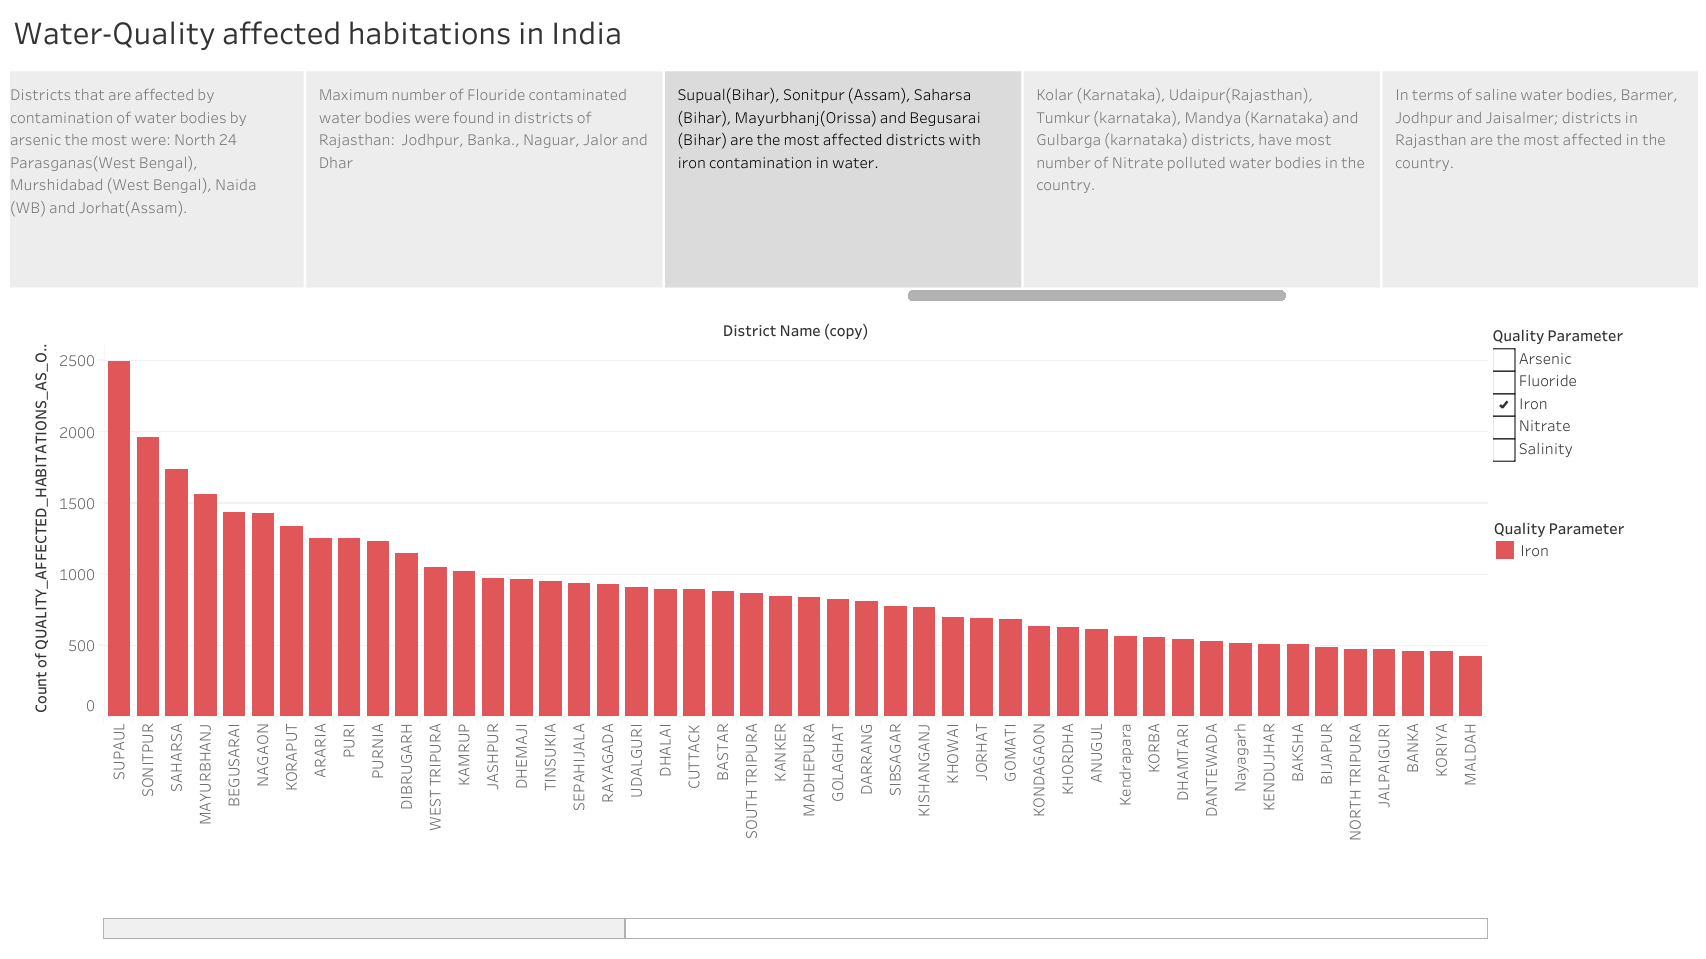 Water-Quality affected habitations in India
Districts that are affected by
contamination of water bodies by
arsenic the most were: North 24
Parasganas(West Bengal),
Murshidabad (West Bengal), Naida
(WB) and Jorhat(Assam).
Maximum number of Flouride contaminated
water bodies were found in districts of
Rajasthan:  Jodhpur, Banka., Naguar, Jalor and
Dhar
Supual(Bihar), Sonitpur (Assam), Saharsa
(Bihar), Mayurbhanj(Orissa) and Begusarai
(Bihar) are the most affected districts with
iron contamination in water.
Kolar (Karnataka), Udaipur(Rajasthan),
Tumkur (karnataka), Mandya (Karnataka) and
Gulbarga (karnataka) districts, have most
number of Nitrate polluted water bodies in the
country.
In terms of saline water bodies, Barmer,
Jodhpur and Jaisalmer; districts in
Rajasthan are the most affected in the
country.
District Name (copy)
Count of QUALITY_AFFECTED_HABITATIONS_AS_O..
2500
2000
1500
1000
500
0
SUPAUL
SONITPUR
SAHARSA
MAYURBHANJ
BEGUSARAI
NAGAON
KORAPUT
ARARIA
PURI
PURNIA
DIBRUGARH
WEST TRIPURA
KAMRUP
JASHPUR
DHEMAJI
TINSUKIA
SEPAHIJALA
RAYAGADA
UDALGURI
DHALAI
CUTTACK
BASTAR
SOUTH TRIPURA
KANKER
MADHEPURA
GOLAGHAT
DARRANG
SIBSAGAR
KISHANGANJ
KHOWAI
JORHAT
GOMATI
KONDAGAON
KHORDHA
ANUGUL
Kendrapara
KORBA
DHAMTARI
DANTEWADA
Nayagarh
KENDUJHAR
BAKSHA
BIJAPUR
NORTH TRIPURA
JALPAIGURI
BANKA
KORIYA
MALDAH
Quality Parameter
Arsenic
Fluoride
Iron
Nitrate
Salinity
Quality Parameter
Iron